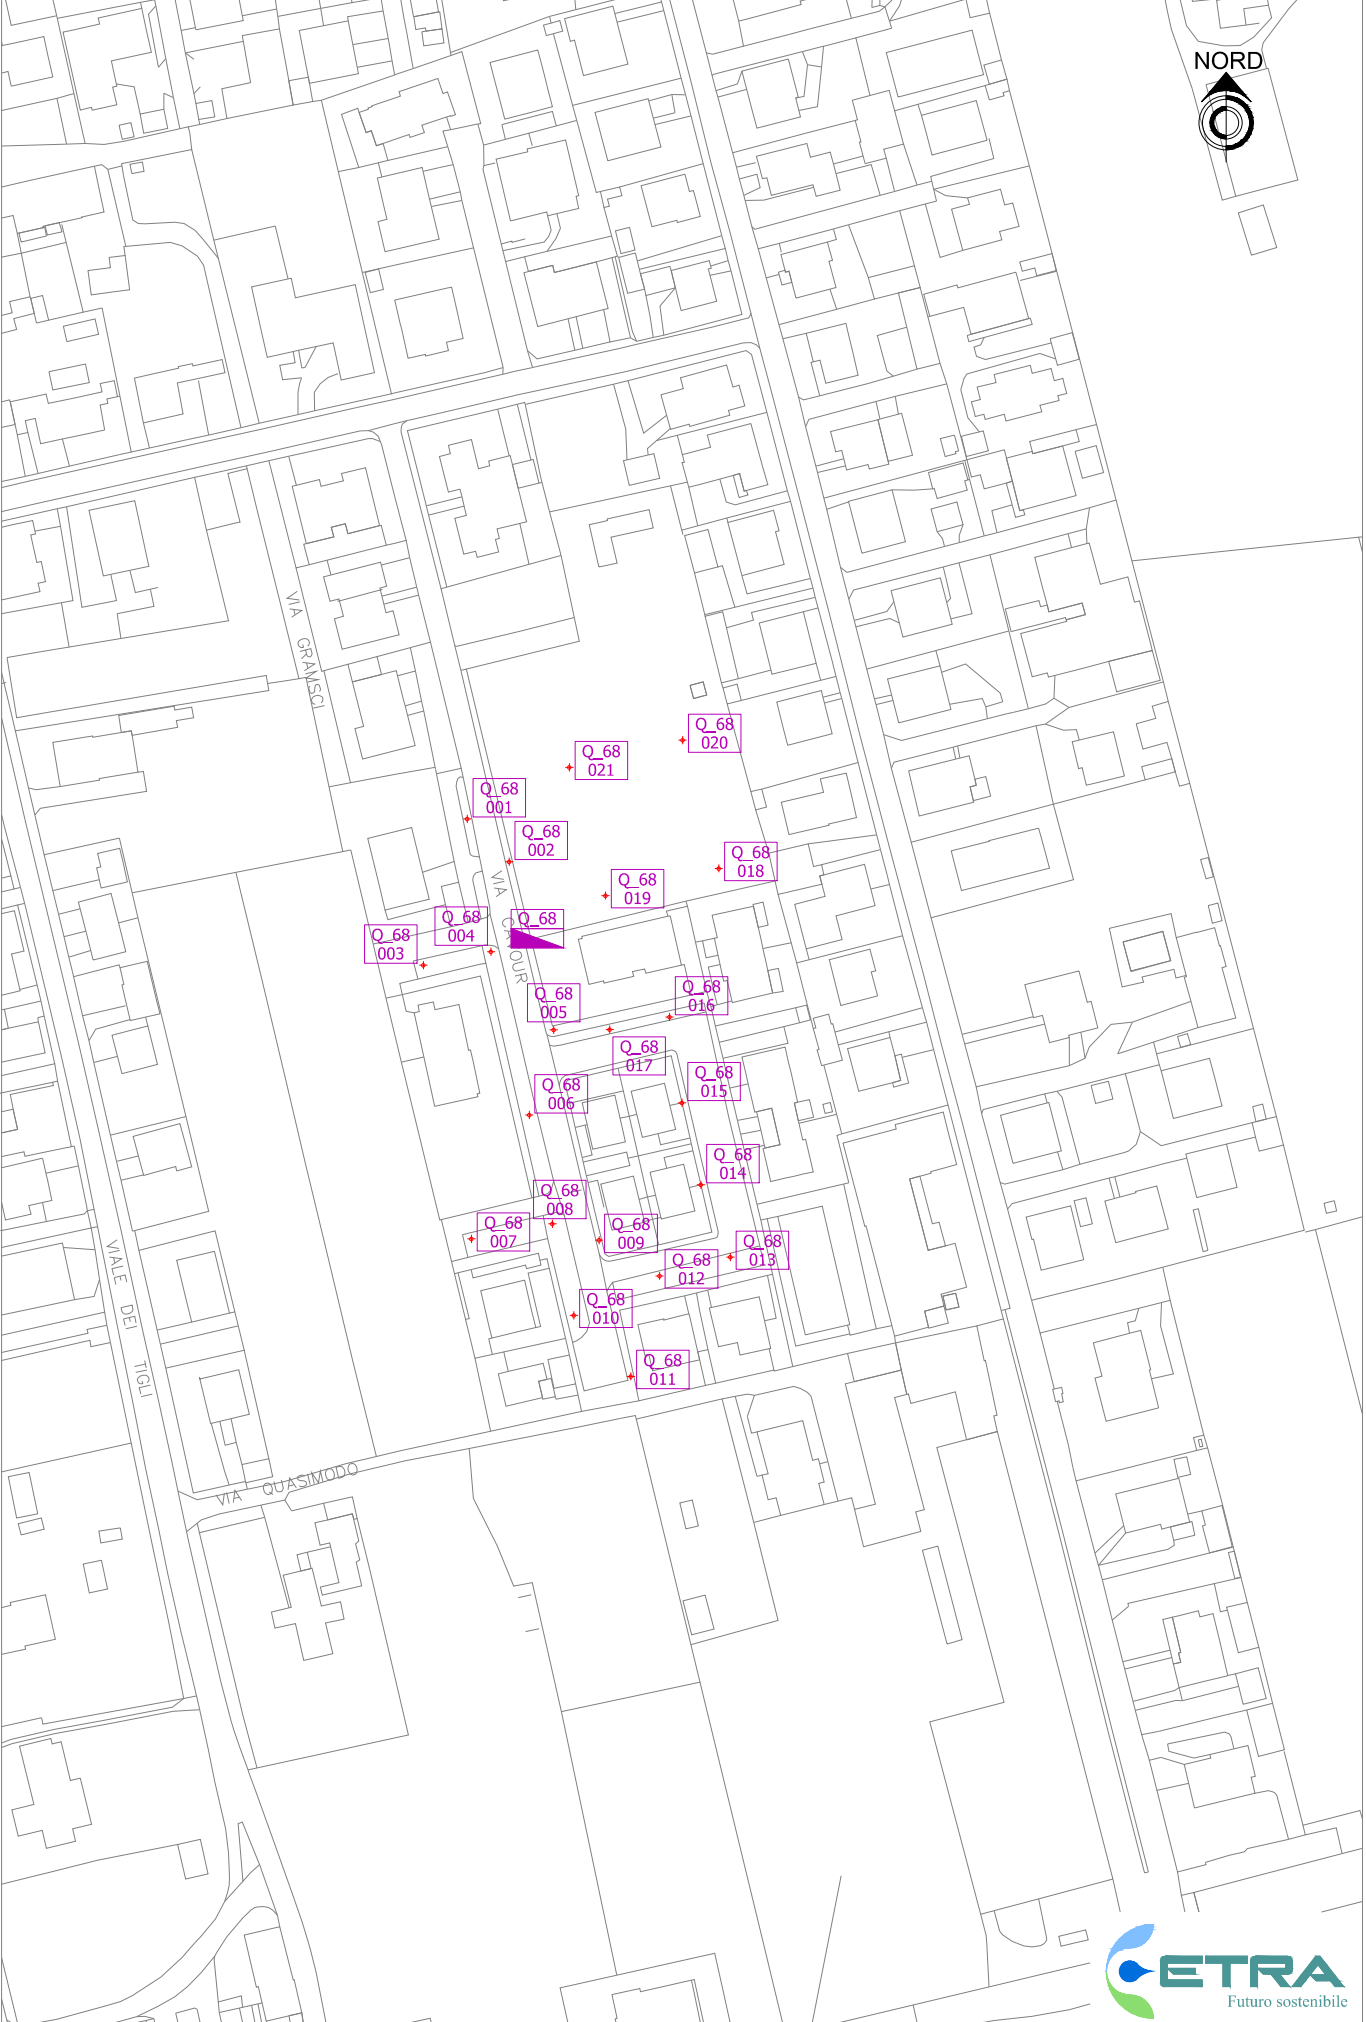 NORD
VIA GRAMSCI
Q_68
020
Q_68
021
Q_68
001
Q_68
002
Q_68
018
Q_68
019
VIA CAVOUR
Q_68
004
Q_68
Q_68
003
Q_68
016
Q_68
005
Q_68
017
Q_68
015
Q_68
006
Q_68
014
Q_68
008
Q_68
007
Q_68
009
Q_68
013
VIALE DEI TIGLI
Q_68
012
Q_68
010
Q_68
011
VIA QUASIMODO
ETRA
Futuro sostenibile